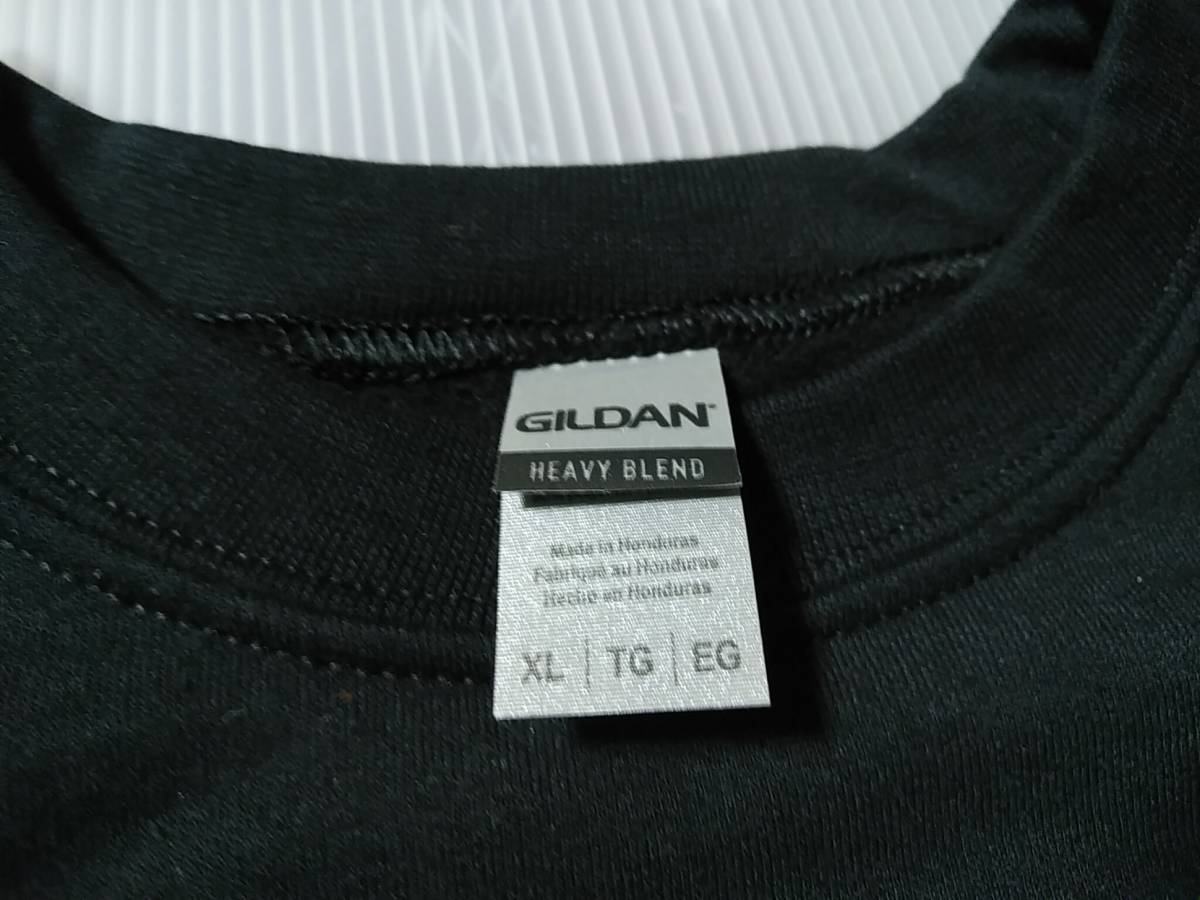 GILDAN
HEAVY BLEND
Made in Honduras
Fabriqué au Honduras
Hecho en Honduras
XL | TG | EG